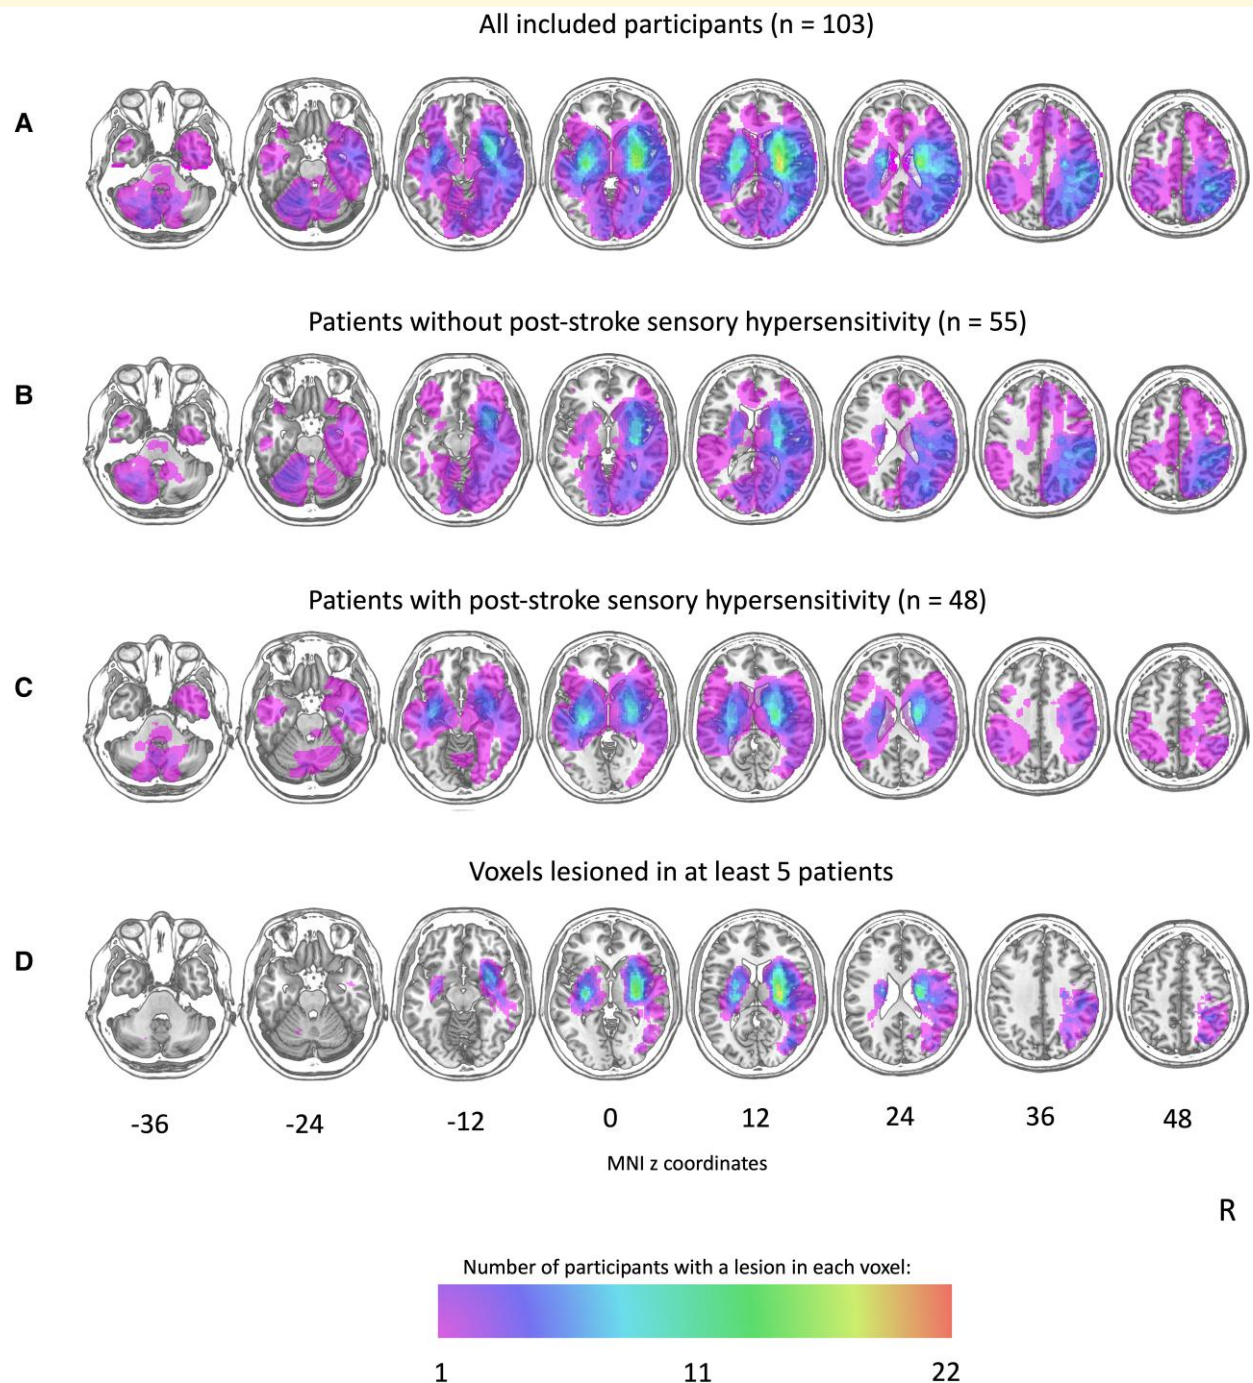 All included participants (n = 103)
A
Patients without post-stroke sensory hypersensitivity (n = 55)
B
Patients with post-stroke sensory hypersensitivity (n = 48)
C
Voxels lesioned in at least 5 patients
D
-36 -24 -12 0 12 24 36 48
MNI z coordinates
R
Number of participants with a lesion in each voxel:
1 11 22